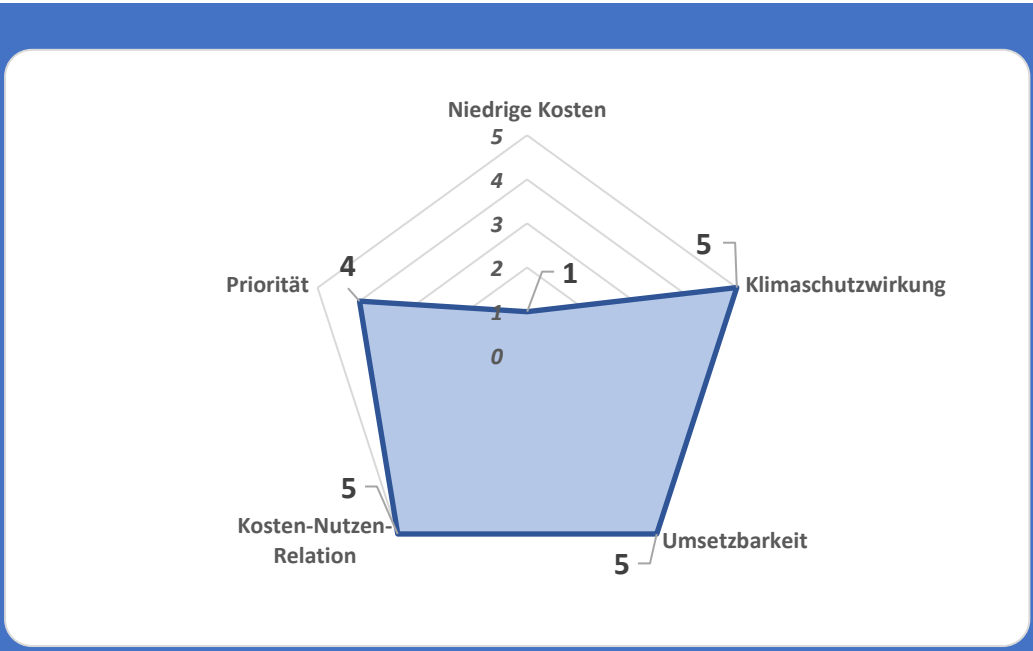 Niedrige Kosten
5
4
3
2
1
0
1
5
Klimaschutzwirkung
4
Priorität
5
Kosten-Nutzen-
Relation
Umsetzbarkeit
5